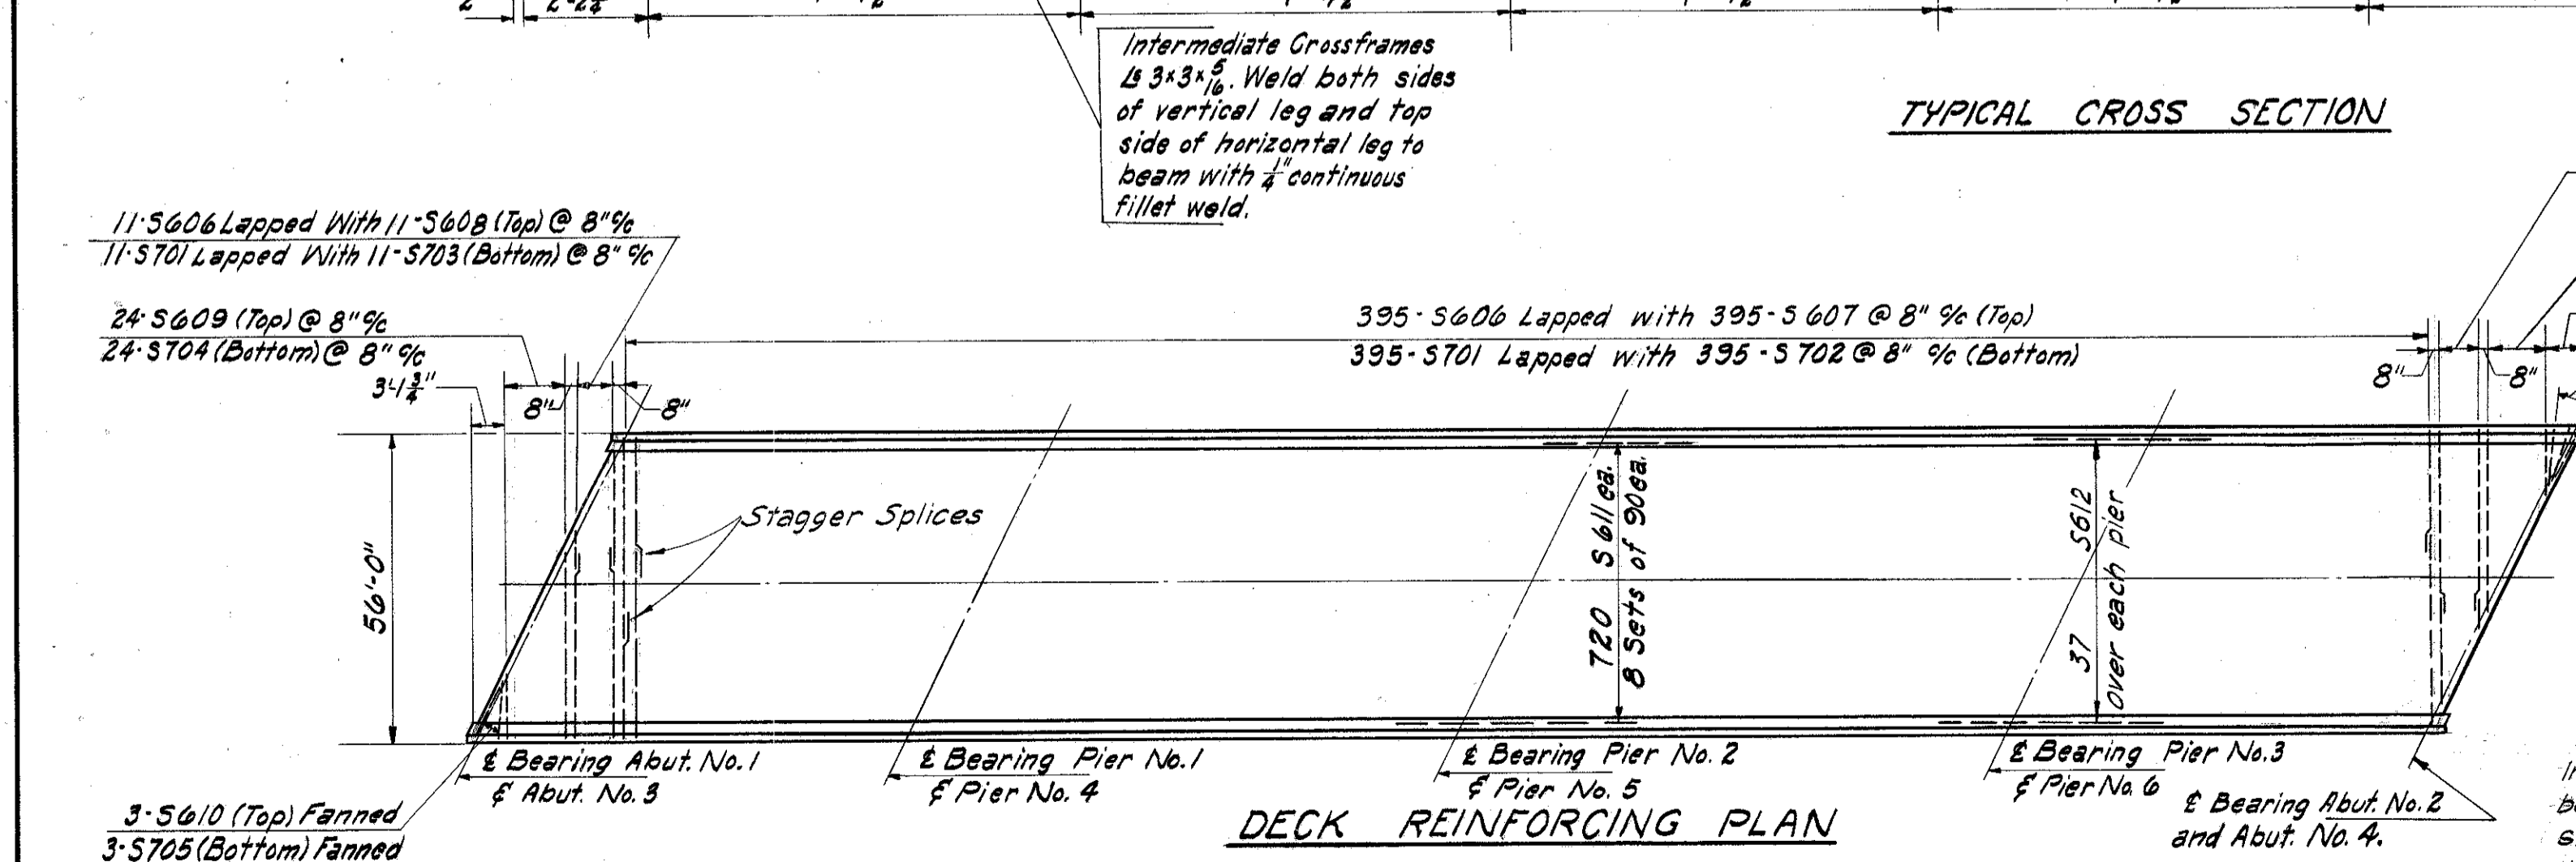 Intermediate Crossframes
Ls 3x3x5/16. Weld both sides
of vertical leg and top
side of horizontal leg to
beam with 1/4" continuous
fillet weld.
TYPICAL CROSS SECTION
11-S606 Lapped With 11-S608 (Top) @ 8" c/c
11-S701 Lapped With 11-S703 (Bottom) @ 8" c/c
24-S609 (Top) @ 8" c/c
24-S704 (Bottom) @ 8" c/c
395-S606 Lapped with 395-S607 @ 8" c/c (Top)
395-S701 Lapped with 395-S702 @ 8" c/c (Bottom)
3'-1 3/4"
8"
8"
8"
8"
Stagger Splices
56'-0"
720 S611 ea.
8 Sets of 90 ea.
37 S612
over each pier
℄ Bearing Abut. No. 1
℄ Abut. No. 3
℄ Bearing Pier No. 1
℄ Pier No. 4
℄ Bearing Pier No. 2
℄ Pier No. 5
℄ Bearing Pier No. 3
℄ Pier No. 6
℄ Bearing Abut. No. 2
and Abut. No. 4.
3-S610 (Top) Fanned
3-S705 (Bottom) Fanned
DECK REINFORCING PLAN